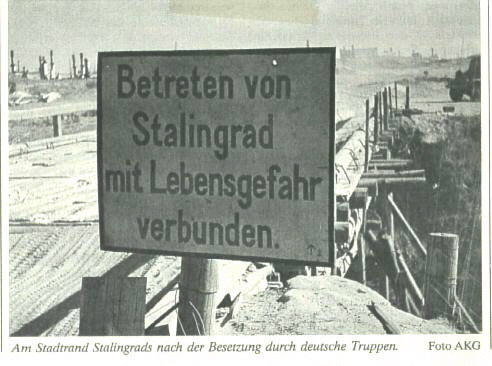 Betreten von
Stalingrad
mit Lebensgefahr
verbunden.
Am Stadtrand Stalingrads nach der Besetzung durch deutsche Truppen. Foto AKG